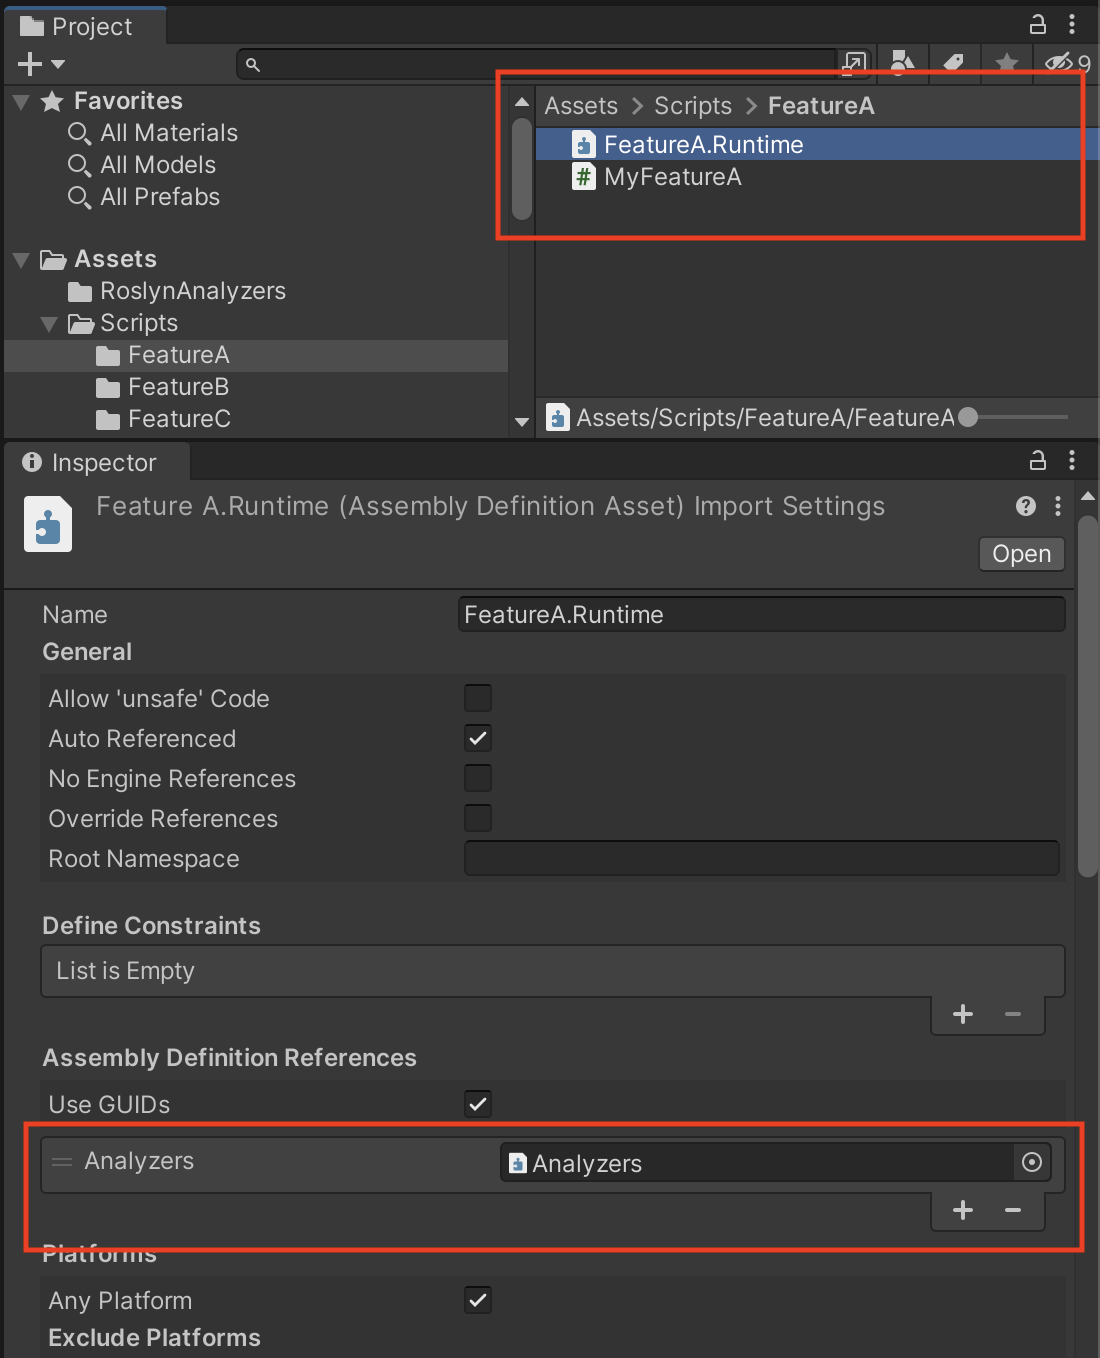 Project
9
Favorites
All Materials
All Models
All Prefabs
Assets
RoslynAnalyzers
Scripts
FeatureA
FeatureB
FeatureC
Assets > Scripts > FeatureA
FeatureA.Runtime
# MyFeatureA
Assets/Scripts/FeatureA/FeatureA
Inspector
Feature A.Runtime (Assembly Definition Asset) Import Settings
Open
Name FeatureA.Runtime
General
Allow 'unsafe' Code
Auto Referenced
No Engine References
Override References
Root Namespace
Define Constraints
List is Empty
Assembly Definition References
Use GUIDs
Analyzers Analyzers
Platforms
Any Platform
Exclude Platforms